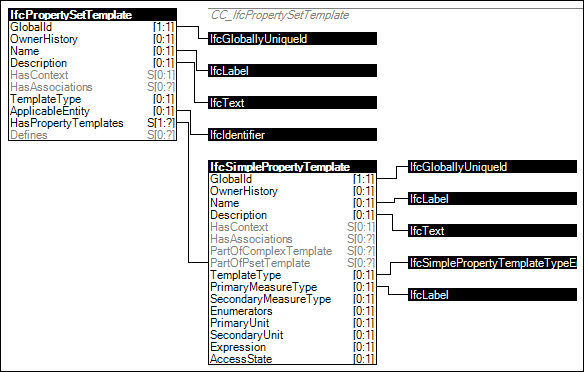 CC_IfcPropertySetTemplate
IfcPropertySetTemplate
GlobalId [1:1]
OwnerHistory [0:1]
Name [0:1]
Description [0:1]
HasContext S[0:1]
HasAssociations S[0:?]
TemplateType [0:1]
ApplicableEntity [0:1]
HasPropertyTemplates S[1:?]
Defines S[0:?]
IfcGloballyUniqueId
IfcLabel
IfcText
IfcIdentifier
IfcSimplePropertyTemplate
GlobalId [1:1]
OwnerHistory [0:1]
Name [0:1]
Description [0:1]
HasContext S[0:1]
HasAssociations S[0:?]
PartOfComplexTemplate S[0:?]
PartOfPsetTemplate S[0:?]
TemplateType [0:1]
PrimaryMeasureType [0:1]
SecondaryMeasureType [0:1]
Enumerators [0:1]
PrimaryUnit [0:1]
SecondaryUnit [0:1]
Expression [0:1]
AccessState [0:1]
IfcGloballyUniqueId
IfcLabel
IfcText
IfcSimplePropertyTemplateTypeE
IfcLabel